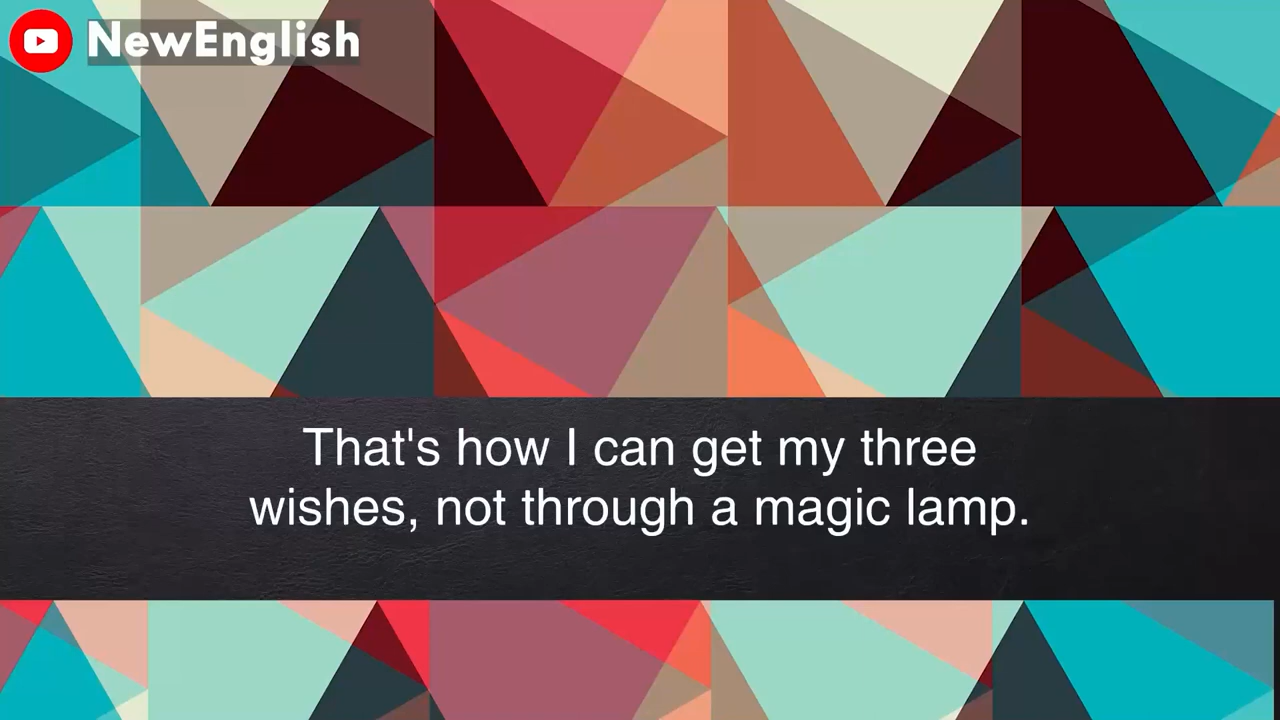 NewEnglish
That's how I can get my three
wishes, not through a magic lamp.